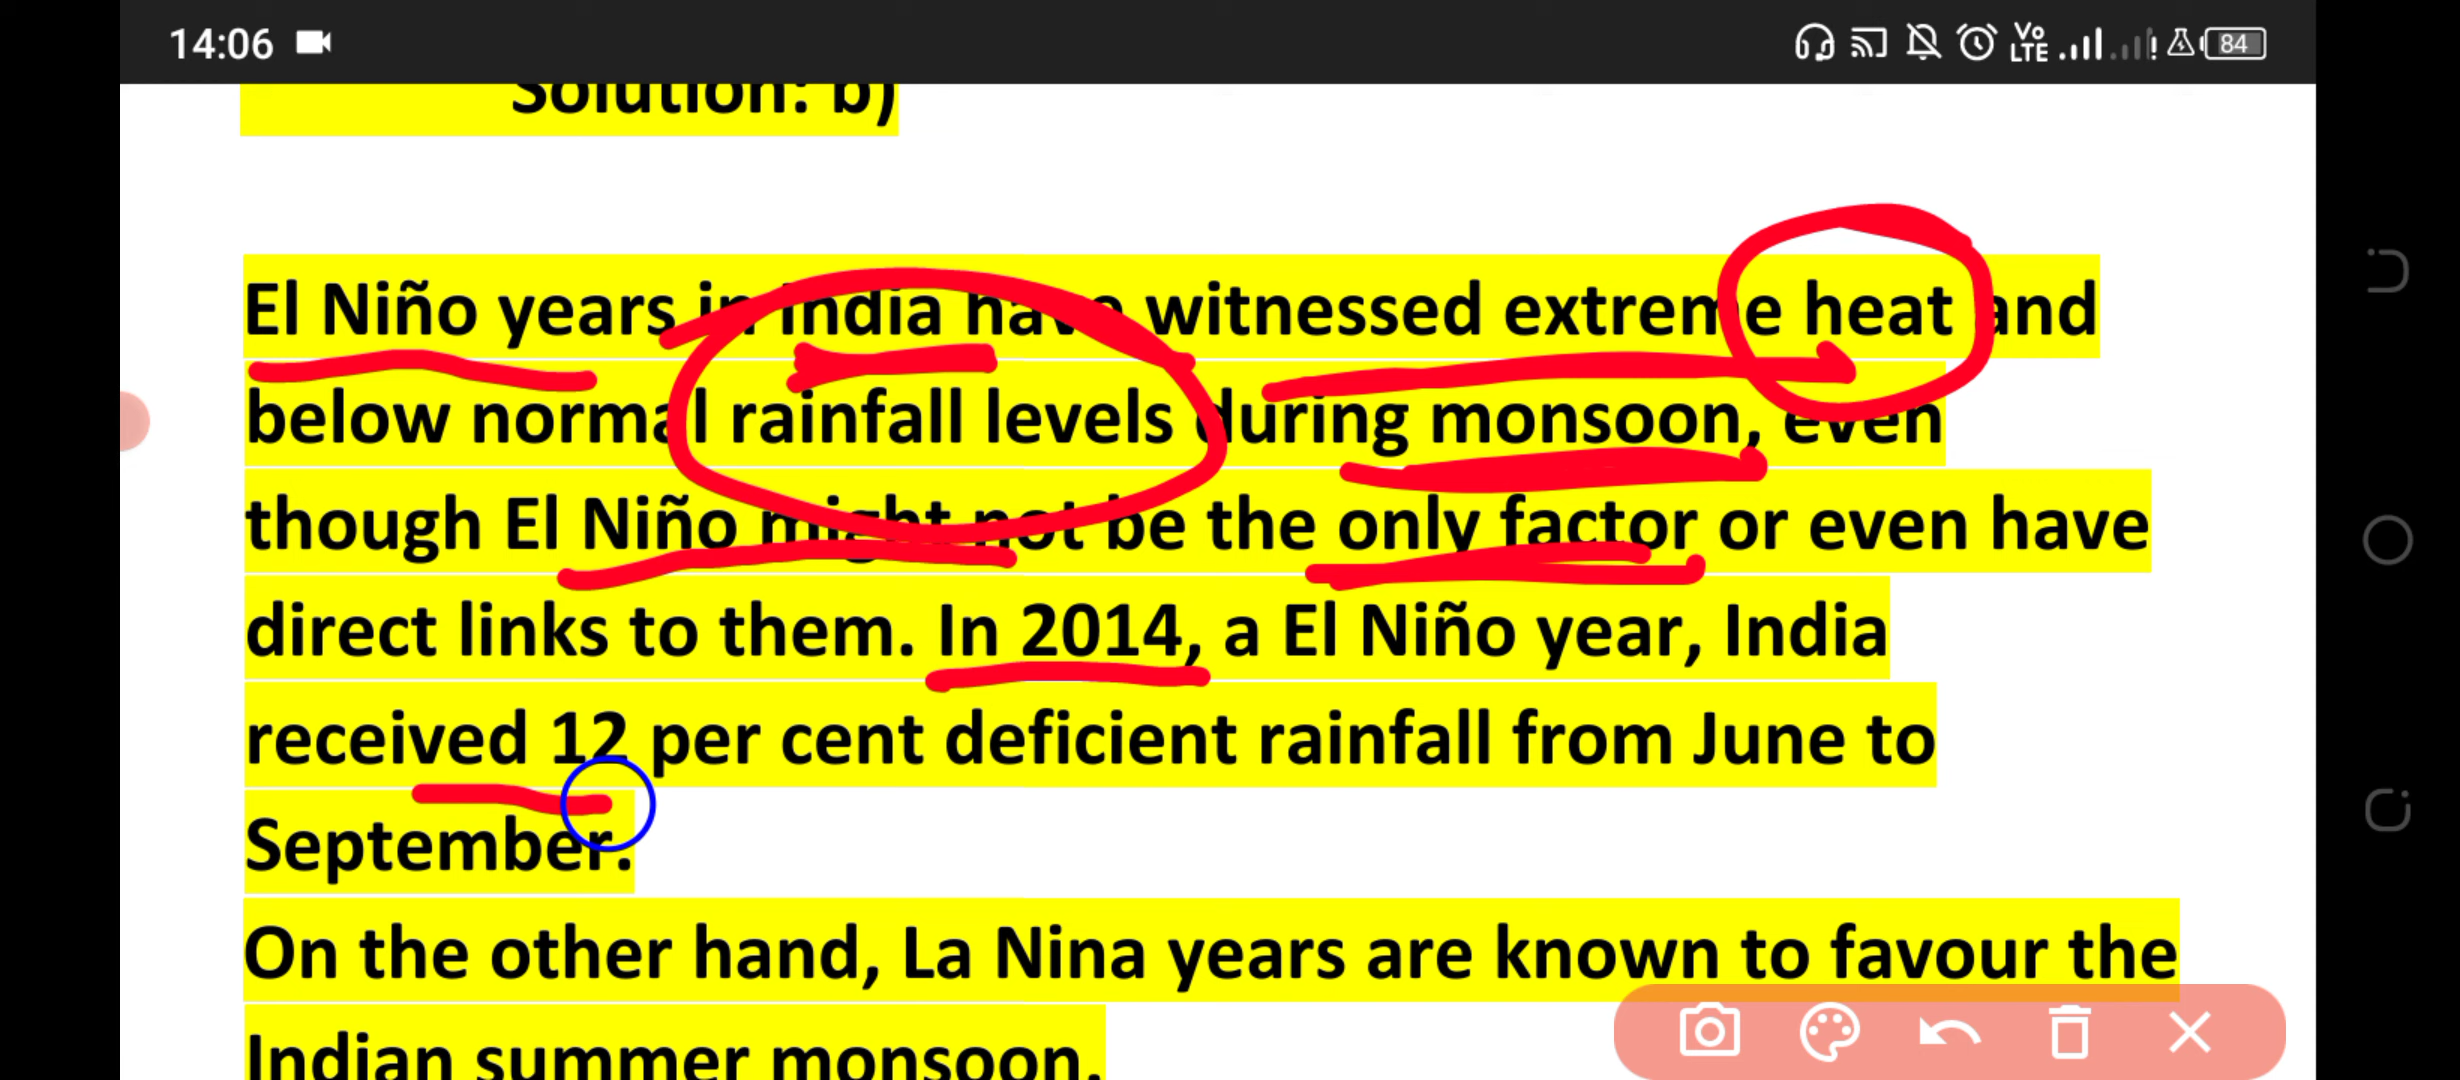 14:06
Vo
LTE
84
Solution: b)
El Niño years in India have witnessed extreme heat and
below normal rainfall levels during monsoon, even
though El Niño might not be the only factor or even have
direct links to them. In 2014, a El Niño year, India
received 12 per cent deficient rainfall from June to
September.
On the other hand, La Nina years are known to favour the
Indian summer monsoon.